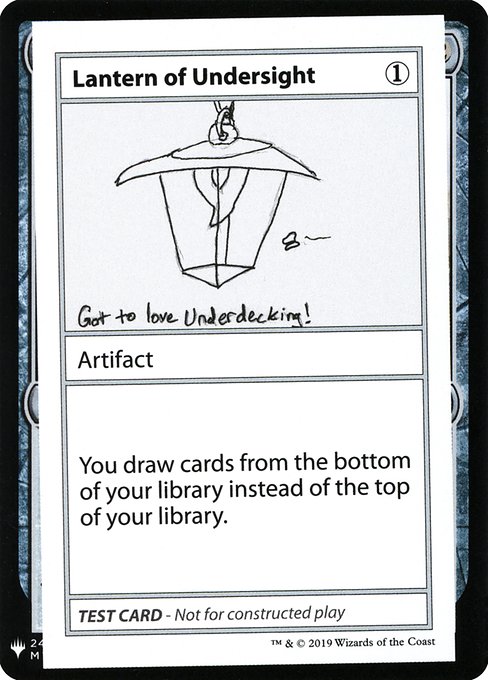 Lantern of Undersight 1
Got to love Underdecking!
Artifact
You draw cards from the bottom
of your library instead of the top
of your library.
TEST CARD - Not for constructed play
™ & © 2019 Wizards of the Coast
24
M